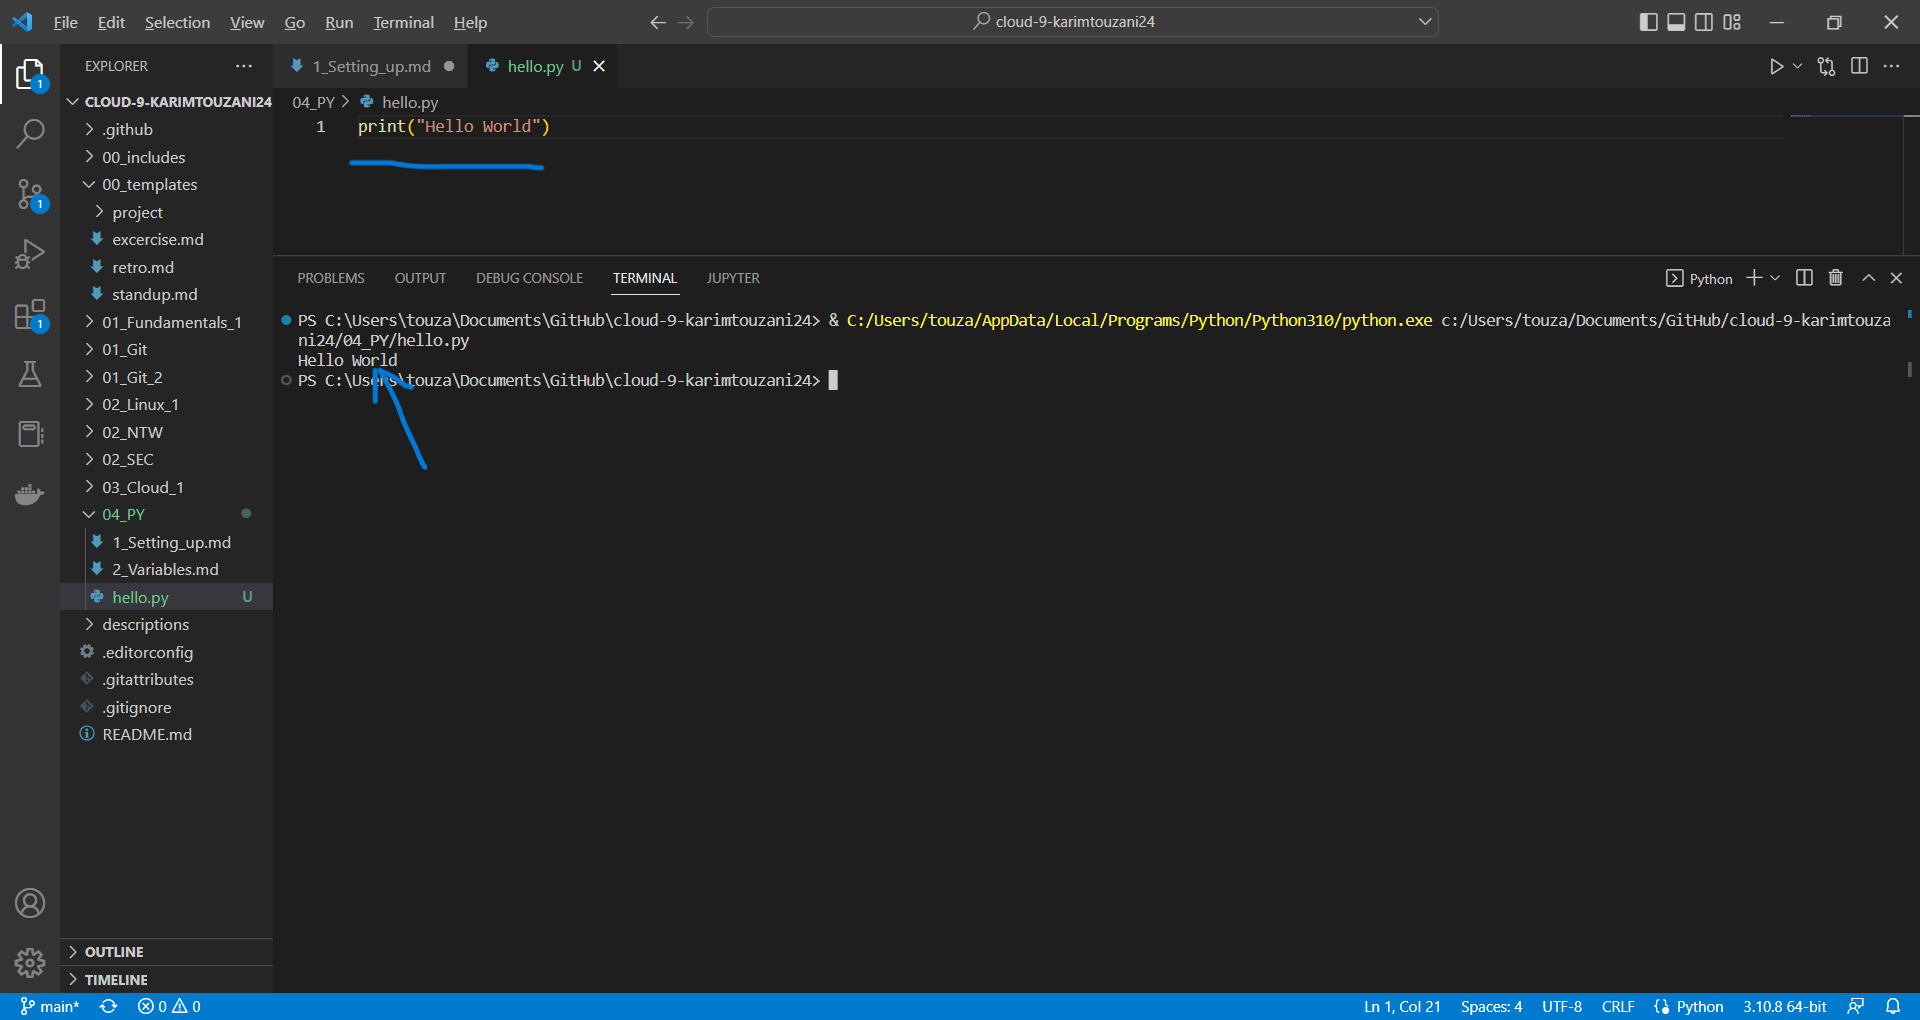 File Edit Selection View Go Run Terminal Help
cloud-9-karimtouzani24
EXPLORER
1_Setting_up.md
hello.py U
CLOUD-9-KARIMTOUZANI24
04_PY > hello.py
.github
1 print("Hello World")
00_includes
00_templates
project
excercise.md
retro.md
standup.md
01_Fundamentals_1
01_Git
01_Git_2
02_Linux_1
02_NTW
02_SEC
03_Cloud_1
04_PY
1_Setting_up.md
2_Variables.md
hello.py U
descriptions
.editorconfig
.gitattributes
.gitignore
README.md
OUTLINE
TIMELINE
PROBLEMS OUTPUT DEBUG CONSOLE TERMINAL JUPYTER
Python
PS C:\Users\touza\Documents\GitHub\cloud-9-karimtouzani24> & C:/Users/touza/AppData/Local/Programs/Python/Python310/python.exe c:/Users/touza/Documents/GitHub/cloud-9-karimtouza
ni24/04_PY/hello.py
Hello World
PS C:\Users\touza\Documents\GitHub\cloud-9-karimtouzani24>
1
1
1
main* 0 0
Ln 1, Col 21 Spaces: 4 UTF-8 CRLF Python 3.10.8 64-bit